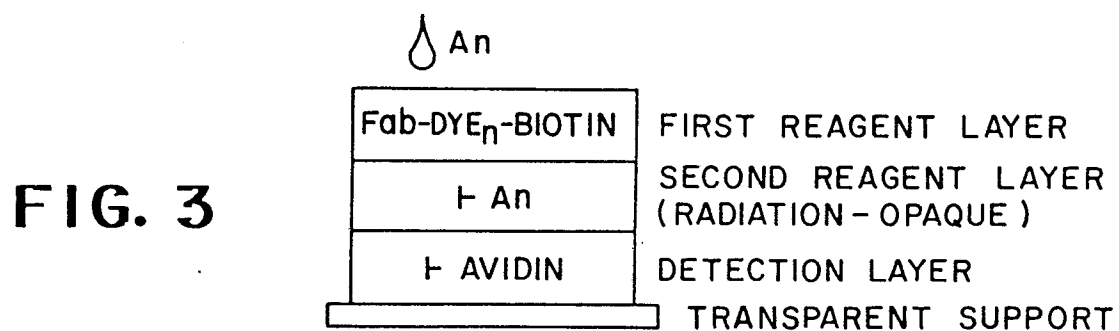 An
Fab-DYEn-BIOTIN FIRST REAGENT LAYER
SECOND REAGENT LAYER
FIG. 3 ⊢ An (RADIATION-OPAQUE)
⊢ AVIDIN DETECTION LAYER
TRANSPARENT SUPPORT